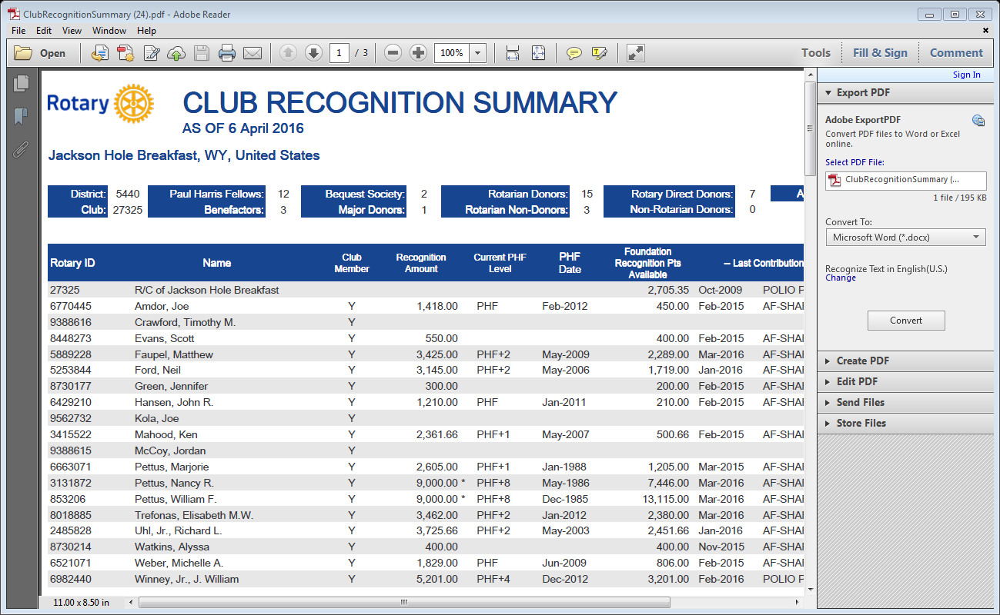 ClubRecognitionSummary (24).pdf - Adobe Reader
File Edit View Window Help
Open 1 / 3 100% Tools Fill & Sign Comment
Sign In
Rotary
CLUB RECOGNITION SUMMARY
AS OF 6 April 2016
Jackson Hole Breakfast, WY, United States
District: 5440 Paul Harris Fellows: 12 Bequest Society: 2 Rotarian Donors: 15 Rotary Direct Donors: 7 A
Club: 27325 Benefactors: 3 Major Donors: 1 Rotarian Non-Donors: 3 Non-Rotarian Donors: 0
Rotary ID Name Club Member Recognition Amount Current PHF Level PHF Date Foundation Recognition Pts Available -- Last Contribution
27325 R/C of Jackson Hole Breakfast 2,705.35 Oct-2009 POLIO P
6770445 Amdor, Joe Y 1,418.00 PHF Feb-2012 450.00 Feb-2015 AF-SHAR
9388616 Crawford, Timothy M. Y
8448273 Evans, Scott Y 550.00 400.00 Feb-2015 AF-SHAR
5889228 Faupel, Matthew Y 3,425.00 PHF+2 May-2009 2,289.00 Mar-2016 AF-SHAR
5253844 Ford, Neil Y 3,145.00 PHF+2 May-2006 1,719.00 Jan-2016 AF-SHAR
8730177 Green, Jennifer Y 300.00 200.00 Feb-2015 AF-SHAR
6429210 Hansen, John R. Y 1,210.00 PHF Jan-2011 210.00 Feb-2015 AF-SHAR
9562732 Kola, Joe Y
3415522 Mahood, Ken Y 2,361.66 PHF+1 May-2007 500.66 Feb-2015 AF-SHAR
9388615 McCoy, Jordan Y
6663071 Pettus, Marjorie Y 2,605.00 PHF+1 Jan-1988 1,205.00 Mar-2015 AF-SHAR
3131872 Pettus, Nancy R. Y 9,000.00 * PHF+8 May-1986 7,446.00 Mar-2016 AF-SHAR
853206 Pettus, William F. Y 9,000.00 * PHF+8 Dec-1985 13,115.00 Mar-2016 AF-SHAR
8018885 Trefonas, Elisabeth M.W. Y 3,462.00 PHF+2 Jan-2012 2,380.00 Mar-2016 AF-SHAR
2485828 Uhl, Jr., Richard L. Y 3,725.66 PHF+2 May-2003 2,451.66 Jan-2016 AF-SHAR
8730214 Watkins, Alyssa Y 400.00 400.00 Nov-2015 AF-SHAR
6521071 Weber, Michelle A. Y 1,829.00 PHF Jun-2009 806.00 Feb-2015 AF-SHAR
6982440 Winney, Jr., J. William Y 5,201.00 PHF+4 Dec-2012 3,201.00 Feb-2016 POLIO P
11.00 x 8.50 in
Export PDF
Adobe ExportPDF
Convert PDF files to Word or Excel
online.
Select PDF File:
ClubRecognitionSummary (...
1 file / 195 KB
Convert To:
Microsoft Word (*.docx)
Recognize Text in English(U.S.)
Change
Convert
Create PDF
Edit PDF
Send Files
Store Files